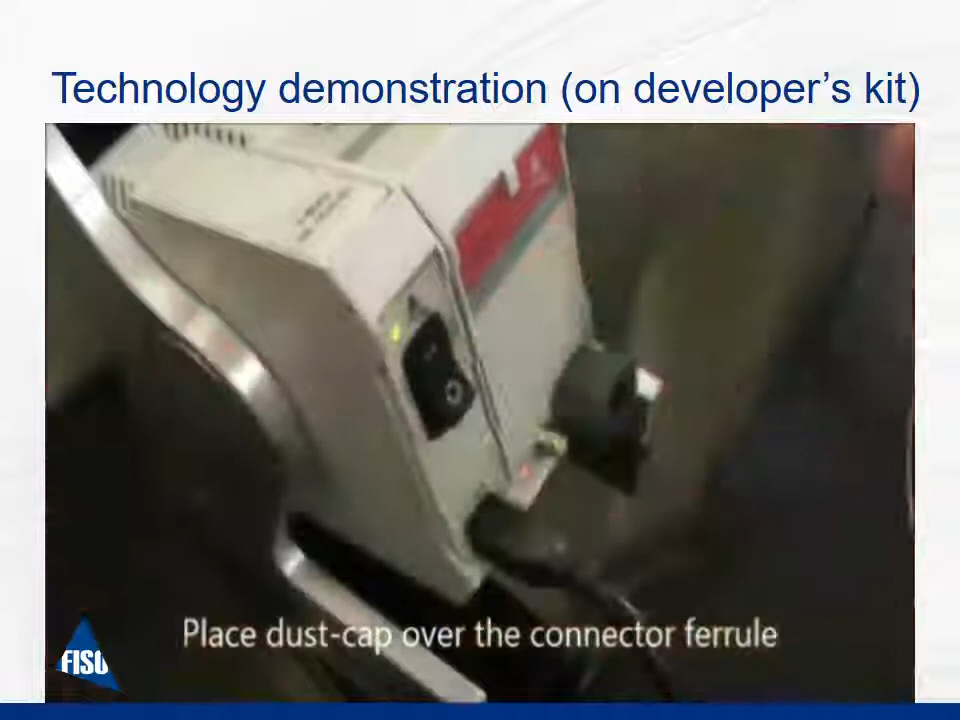 Technology demonstration (on developer's kit)
Place dust-cap over the connector ferrule
FISO